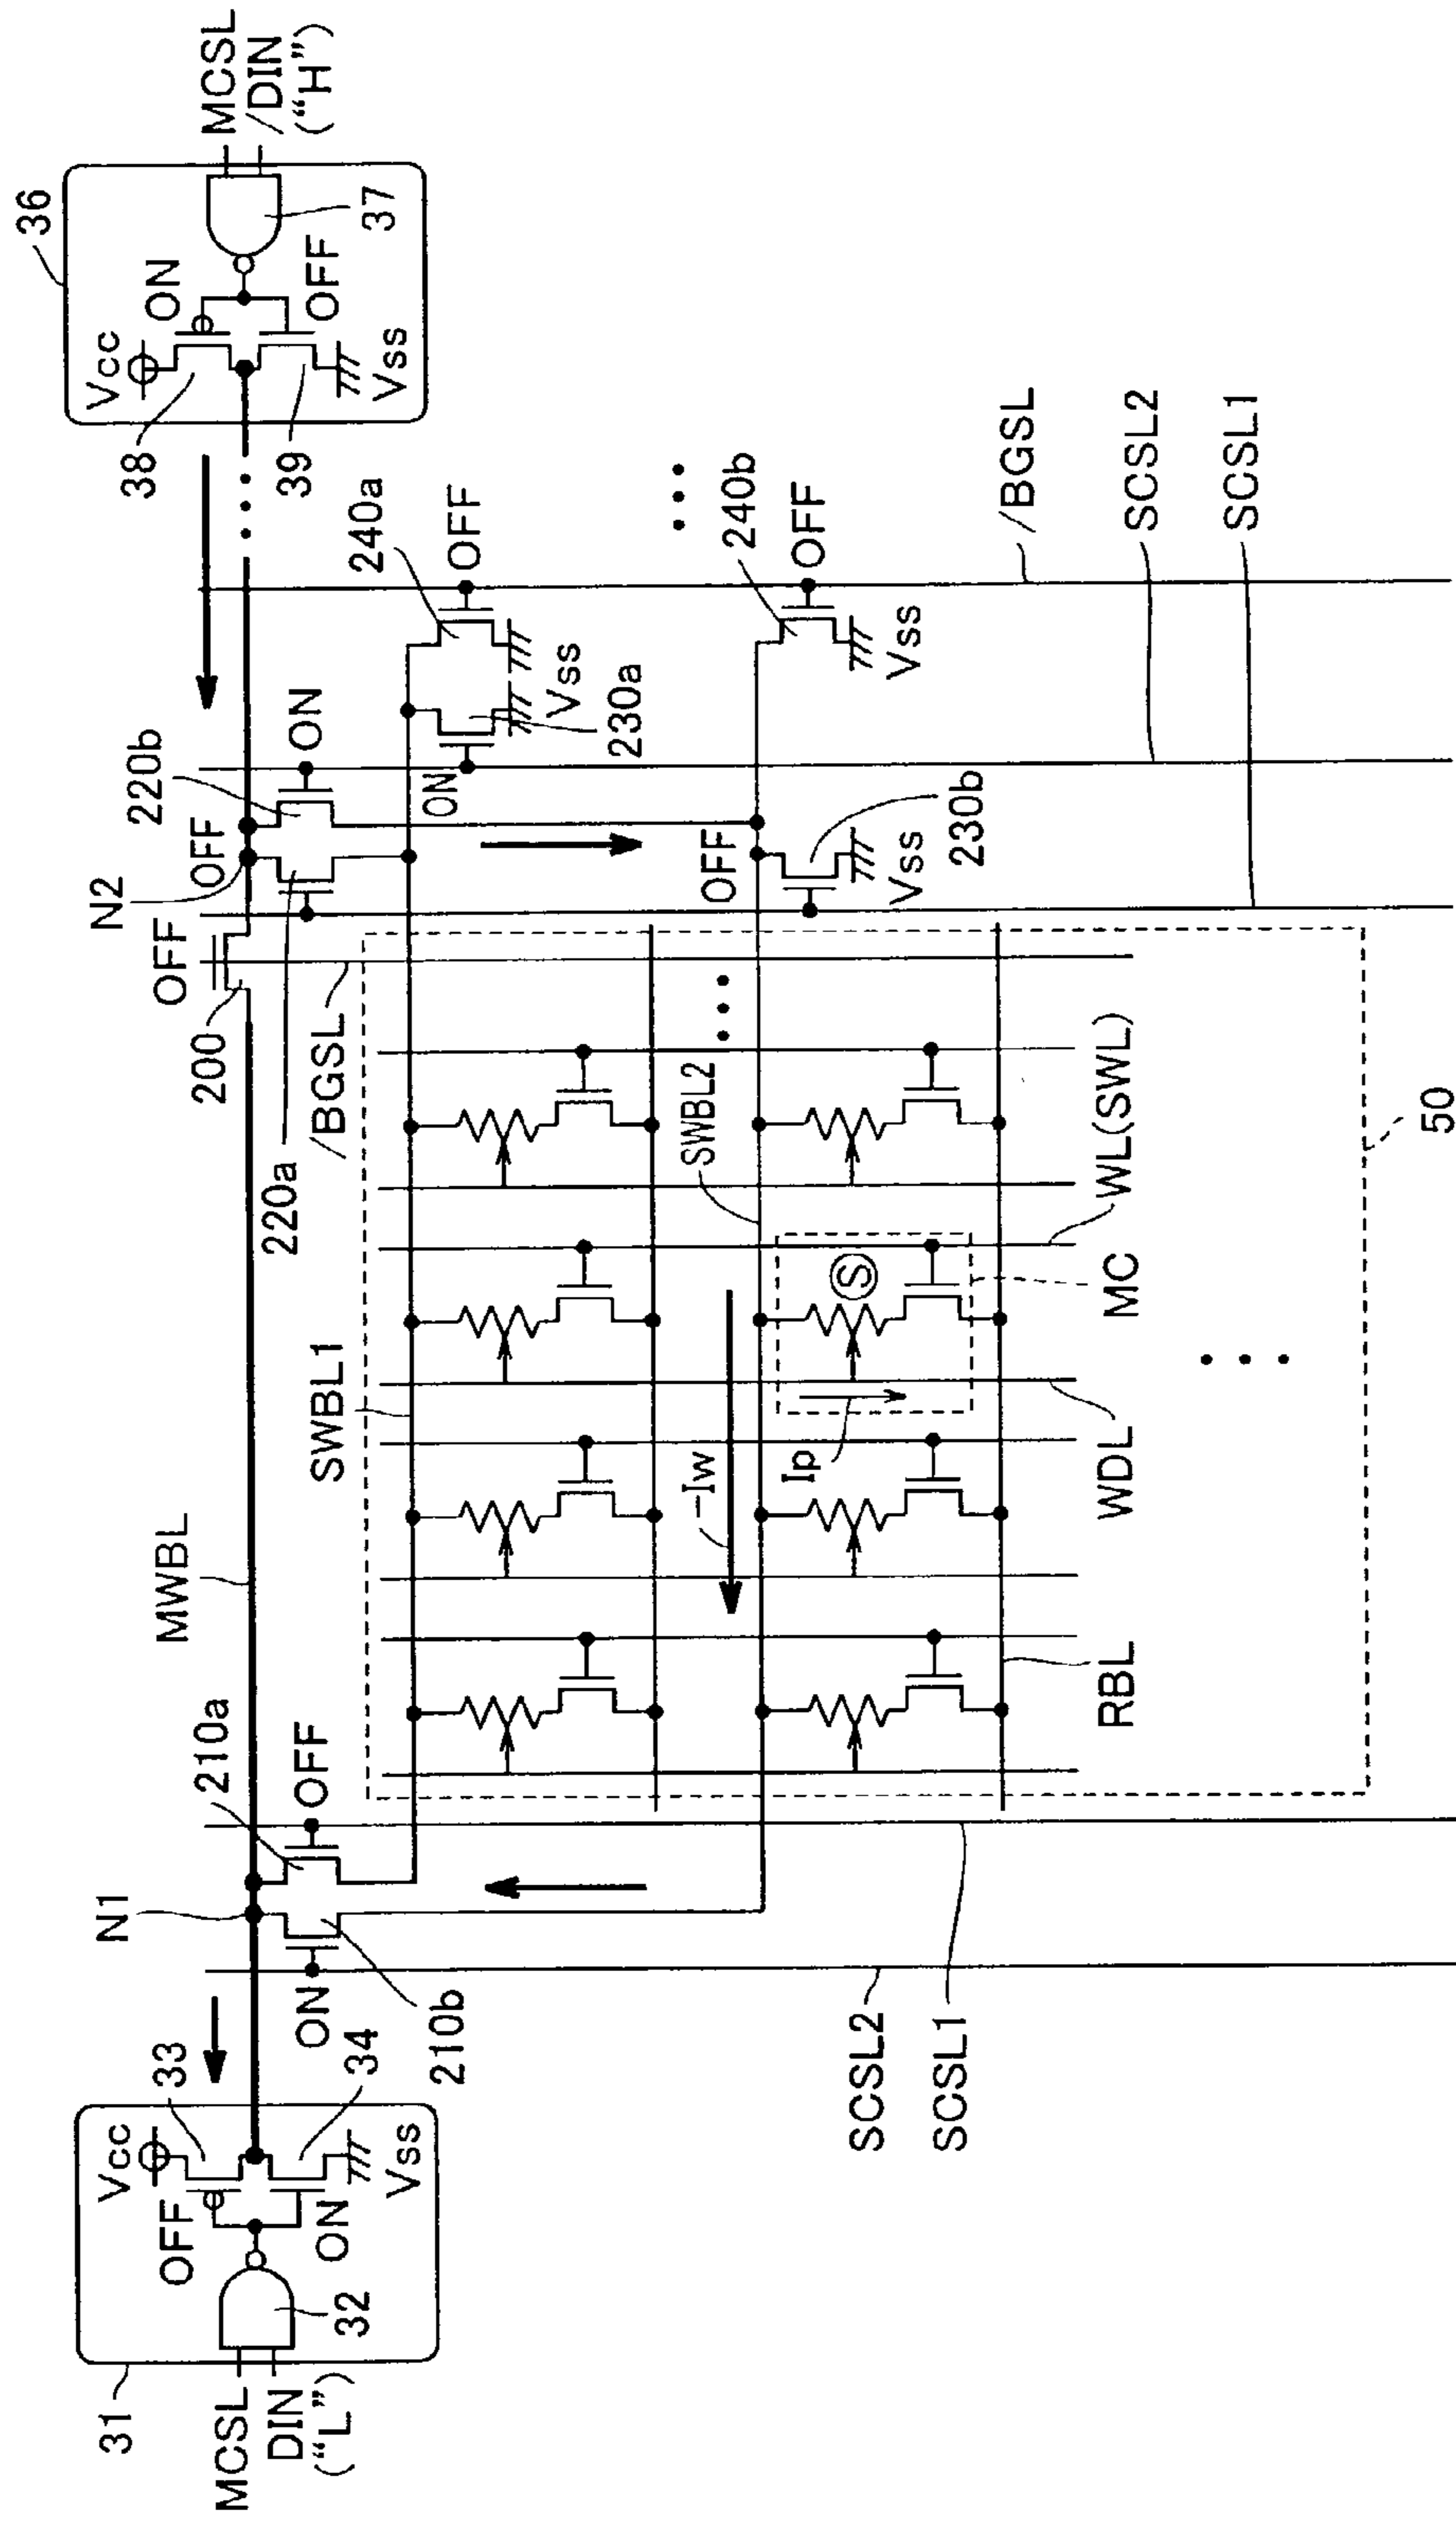 31
MCSL
DIN
("L")
32
OFF
ON
Vcc
33
34
Vss
N1
ON
210b
210a
OFF
SCSL2
SCSL1
MWBL
SWBL1
-Iw
Ip
RBL
WDL
MC
WL(SWL)
S
SWBL2
50
220a
/BGSL
200
OFF
N2
OFF
220b
ON
ON
230a
Vss
240a
OFF
OFF
230b
Vss
Vss
240b
OFF
/BGSL
SCSL2
SCSL1
36
38
39
Vcc
ON
OFF
Vss
37
MCSL
/DIN
("H")